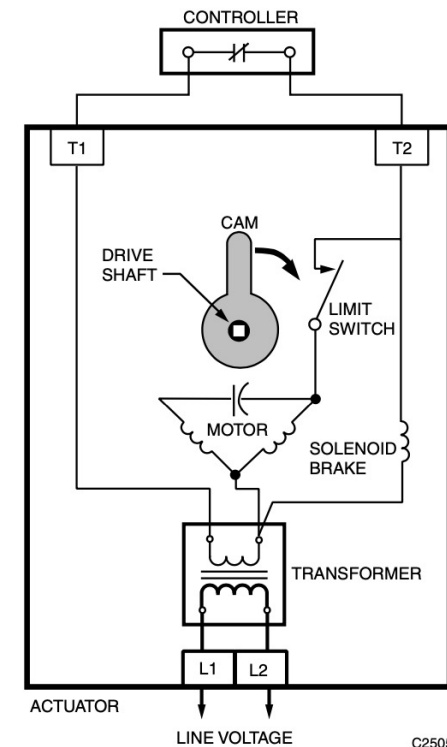 CONTROLLER
T1
T2
CAM
DRIVE
SHAFT
LIMIT
SWITCH
MOTOR
SOLENOID
BRAKE
TRANSFORMER
L1
L2
ACTUATOR
LINE VOLTAGE